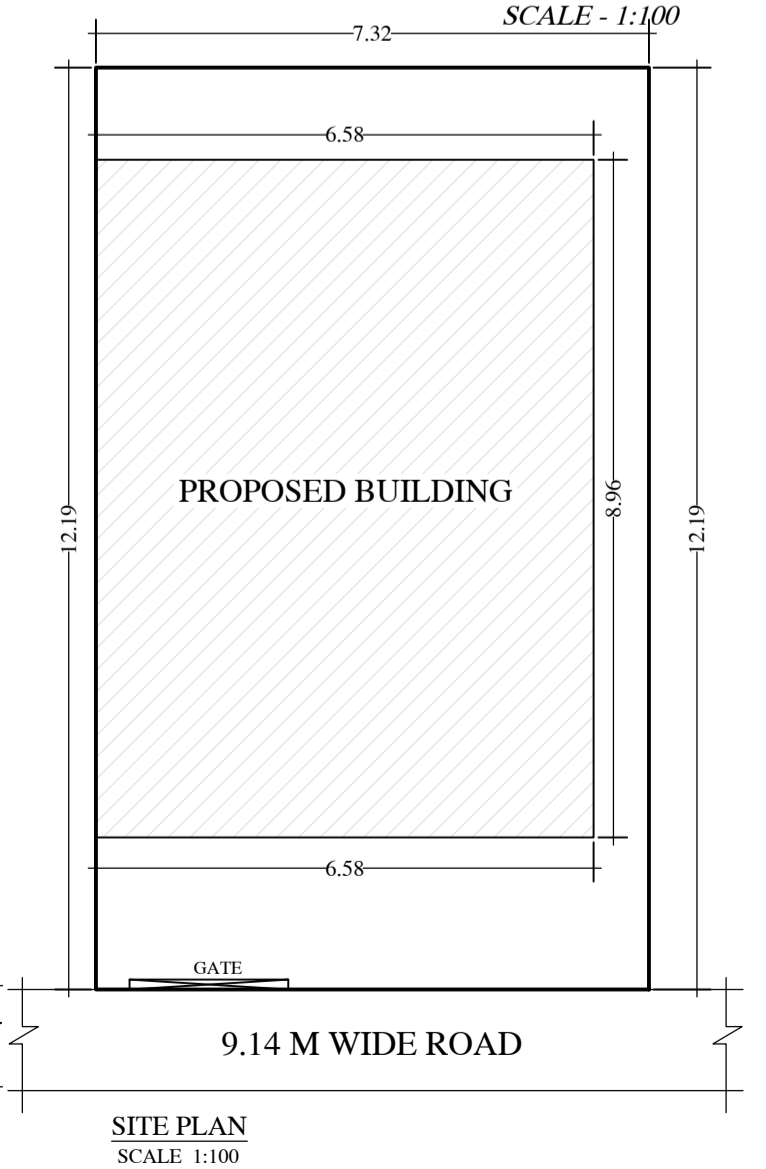 SCALE - 1:100
7.32
6.58
PROPOSED BUILDING
8.96
12.19
12.19
6.58
GATE
9.14 M WIDE ROAD
SITE PLAN
SCALE 1:100